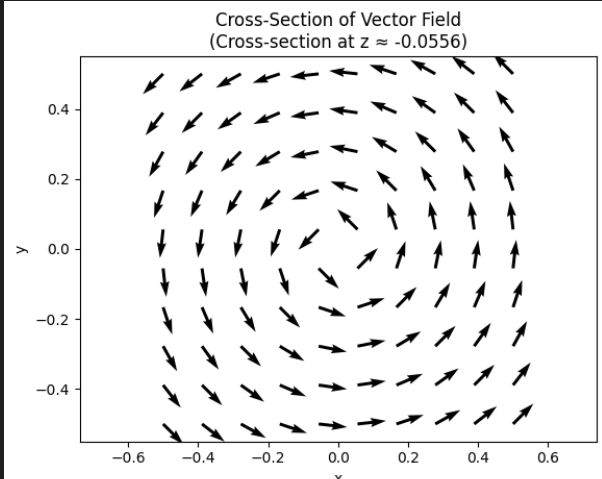 Cross-Section of Vector Field
(Cross-section at z ≈ -0.0556)
0.4
0.2
0.0
−0.2
−0.4
y
−0.6 −0.4 −0.2 0.0 0.2 0.4 0.6
x